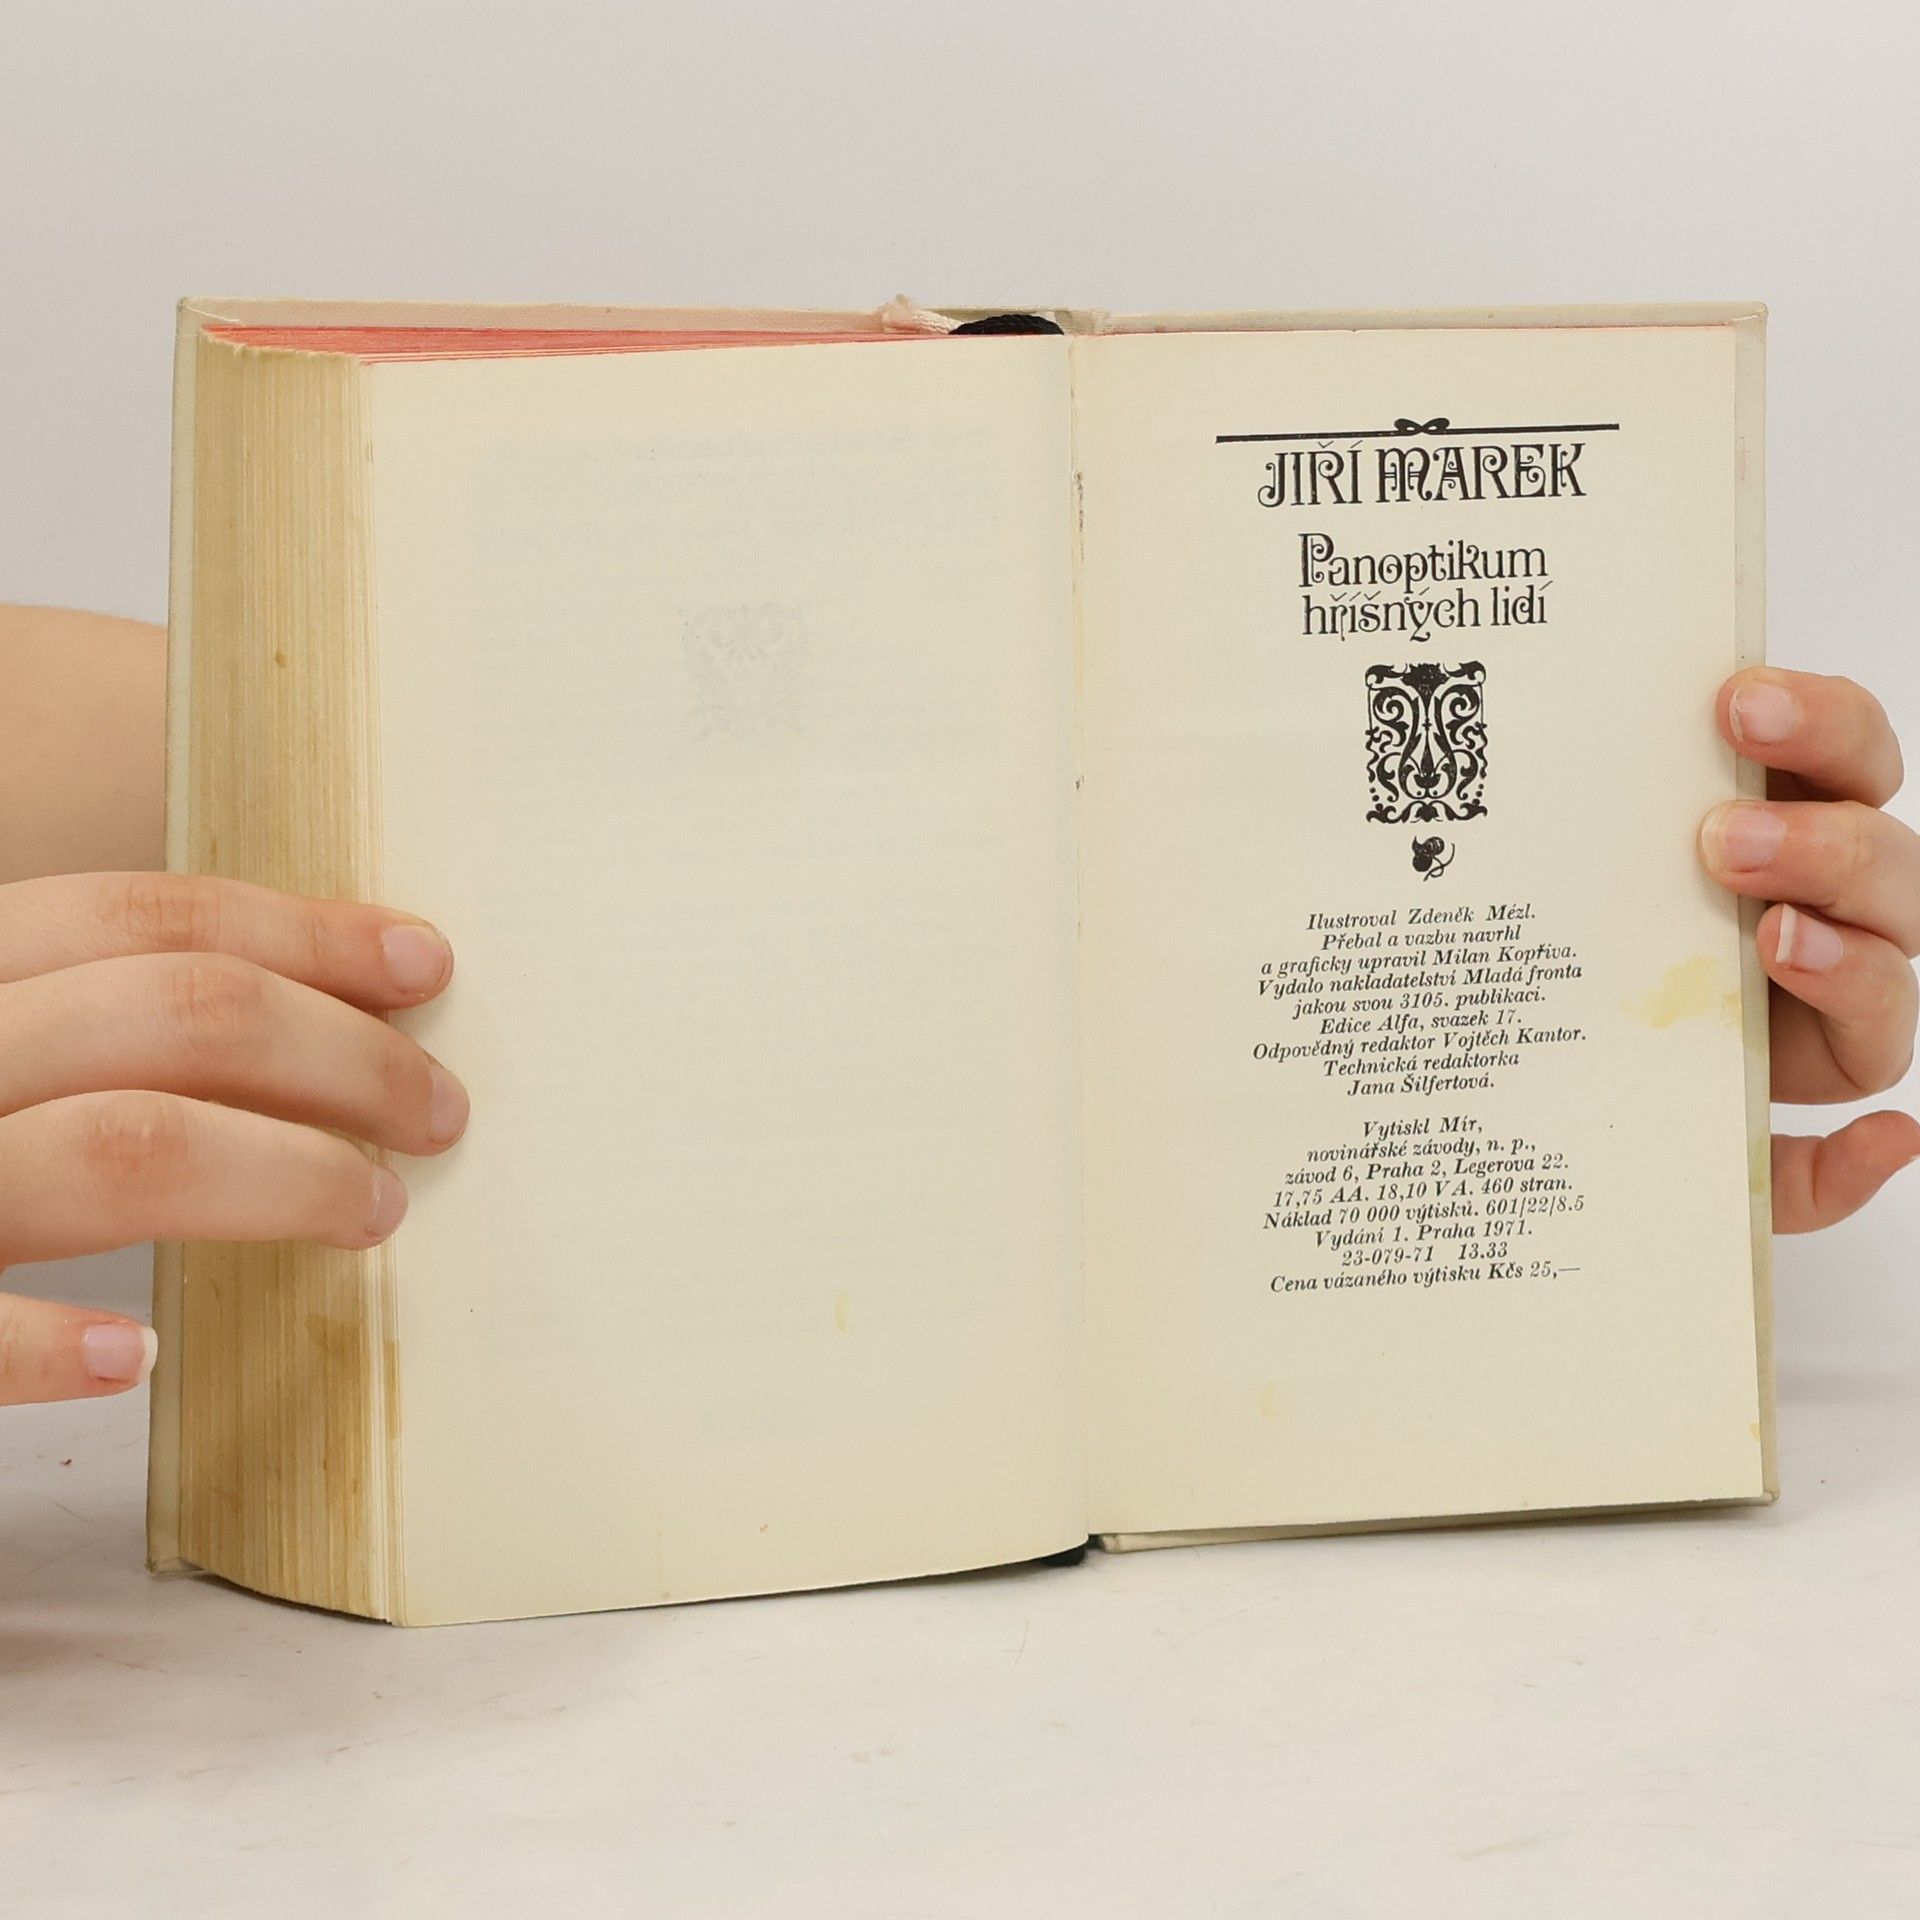 JIŘÍ MAREK
Panoptikum
hříšných lidí
Ilustroval Zdeněk Mézl.
Přebal a vazbu navrhl
a graficky upravil Milan Kopřiva.
Vydalo nakladatelství Mladá fronta
jakou svou 3105. publikaci.
Edice Alfa, svazek 17.
Odpovědný redaktor Vojtěch Kantor.
Technická redaktorka
Jana Šilfertová.
Vytiskl Mír,
novinářské závody, n. p.,
závod 6, Praha 2, Legerova 22.
17,75 AA. 18,10 VA. 460 stran.
Náklad 70 000 výtisků. 601/22/8.5
Vydání 1. Praha 1971.
23-079-71 13.33
Cena vázaného výtisku Kčs 25,—